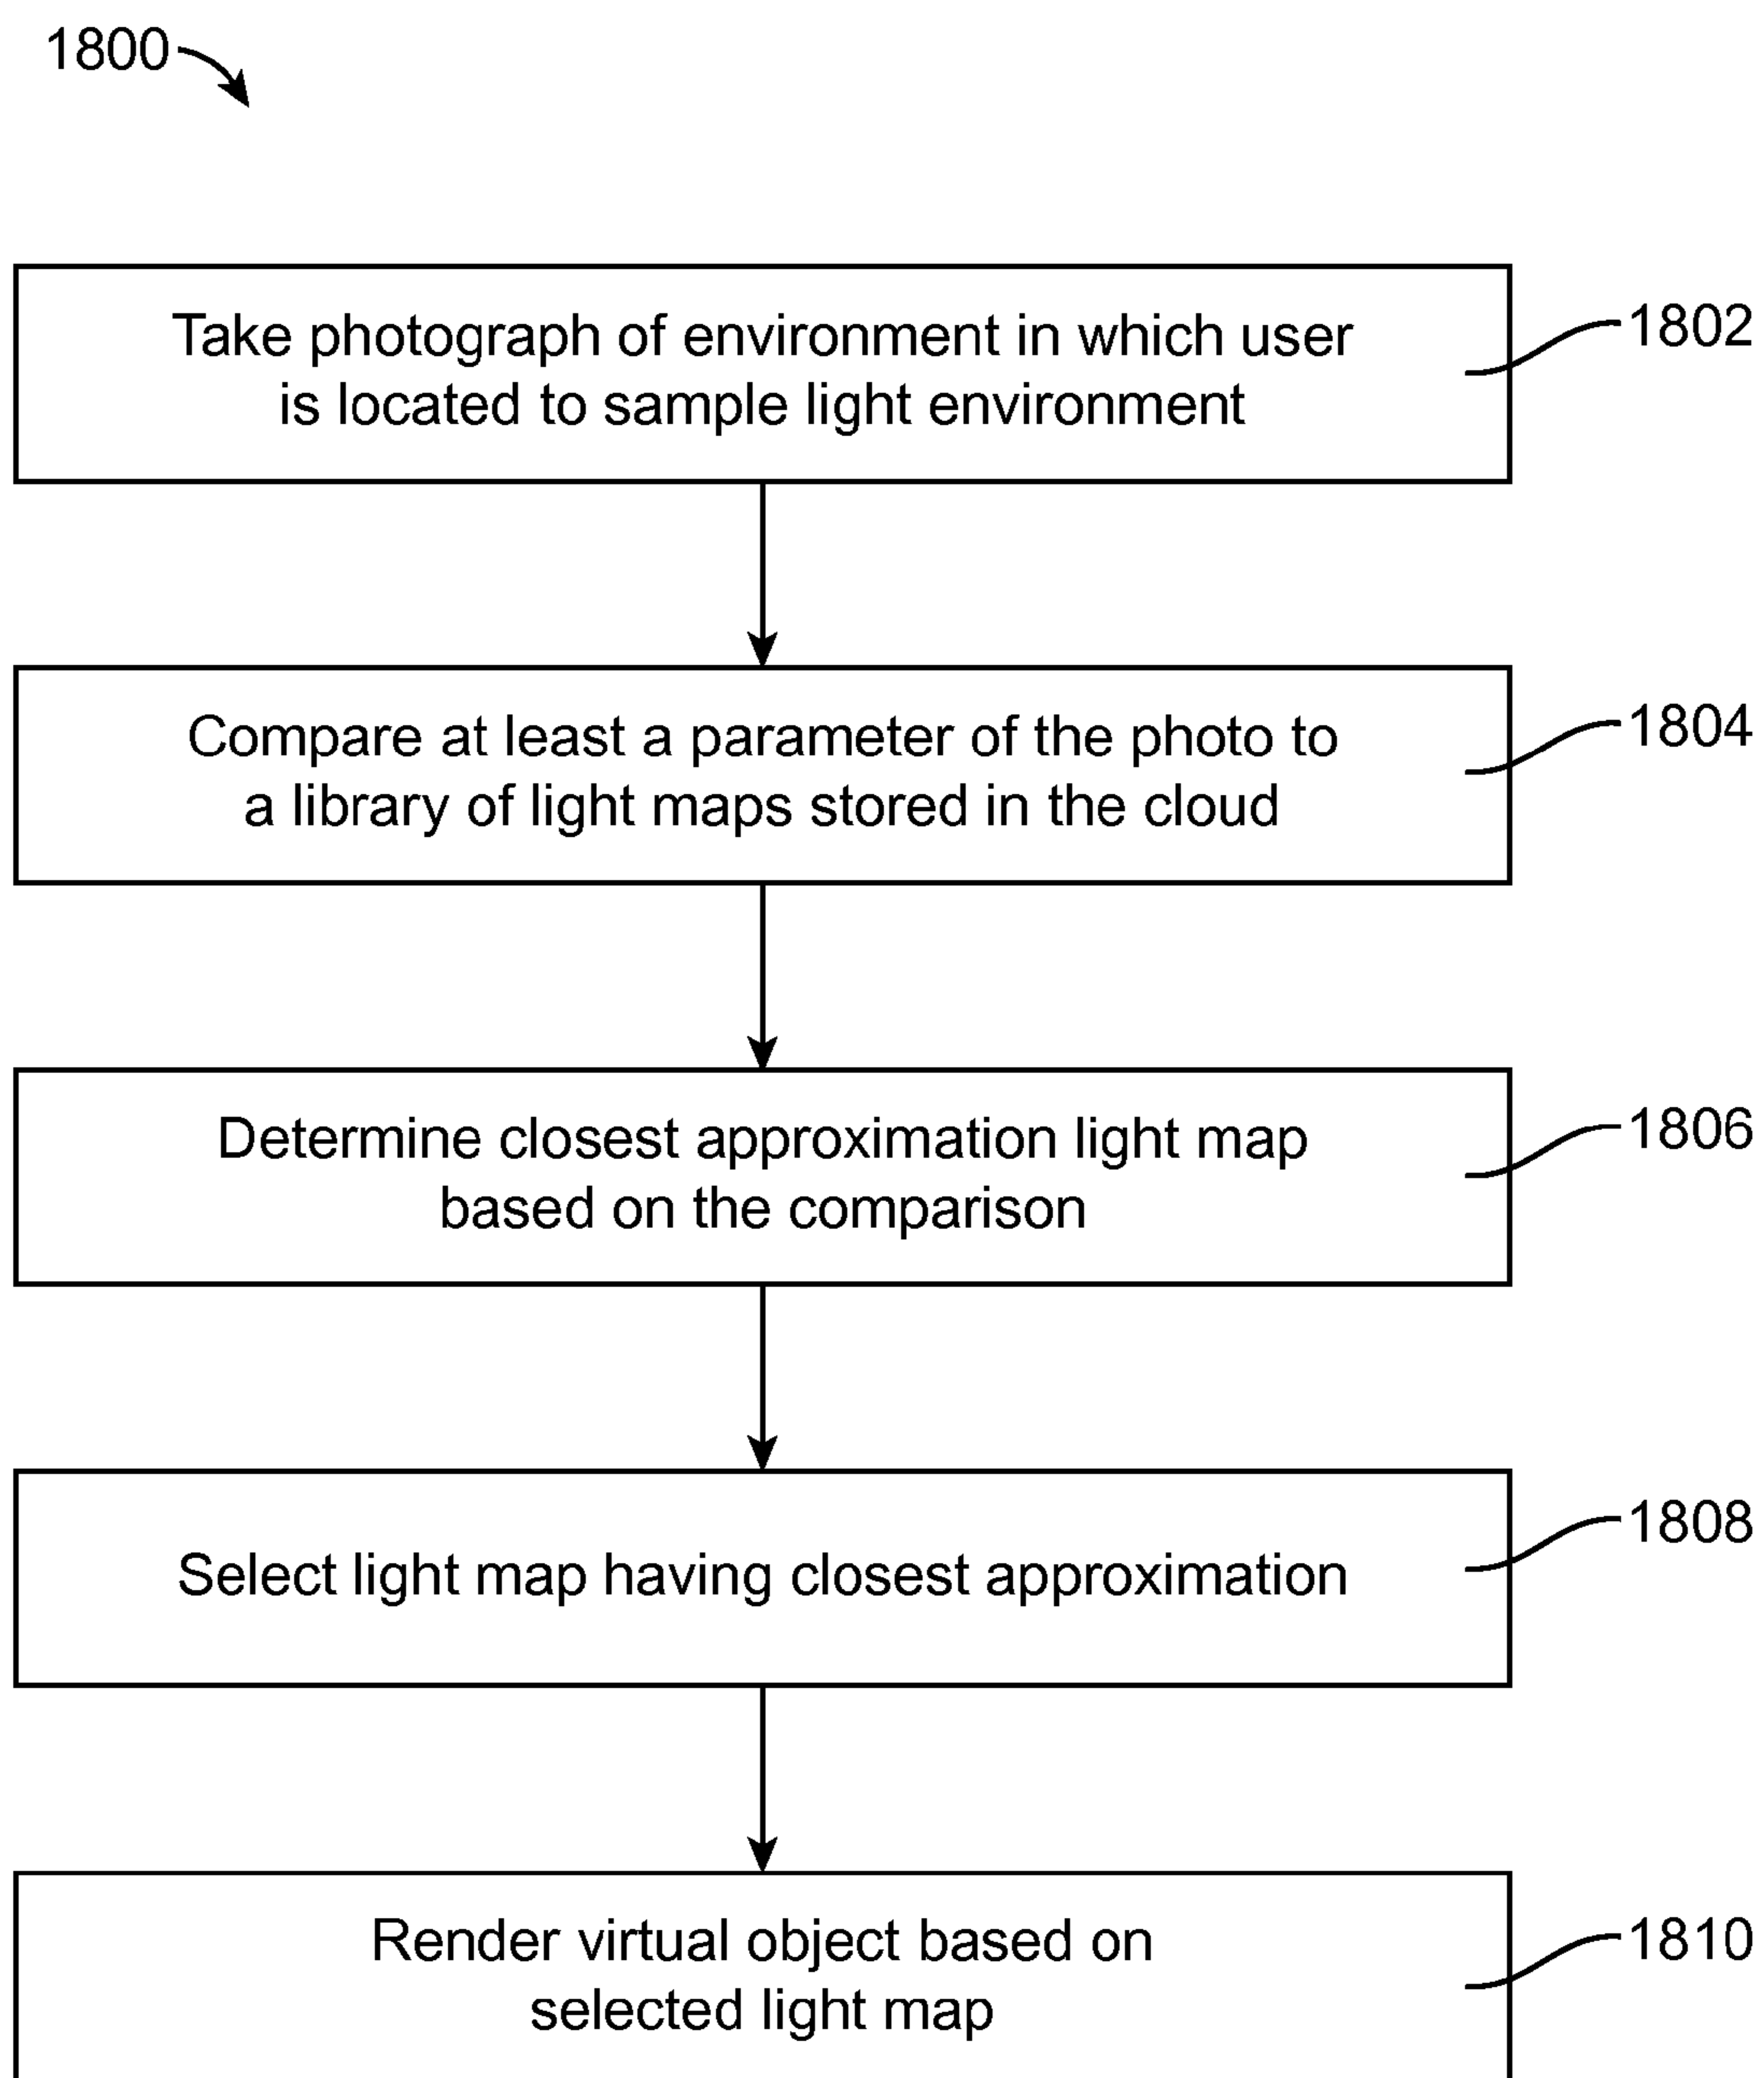 1800
Take photograph of environment in which user
is located to sample light environment
1802
Compare at least a parameter of the photo to
a library of light maps stored in the cloud
1804
Determine closest approximation light map
based on the comparison
1806
Select light map having closest approximation
1808
Render virtual object based on
selected light map
1810